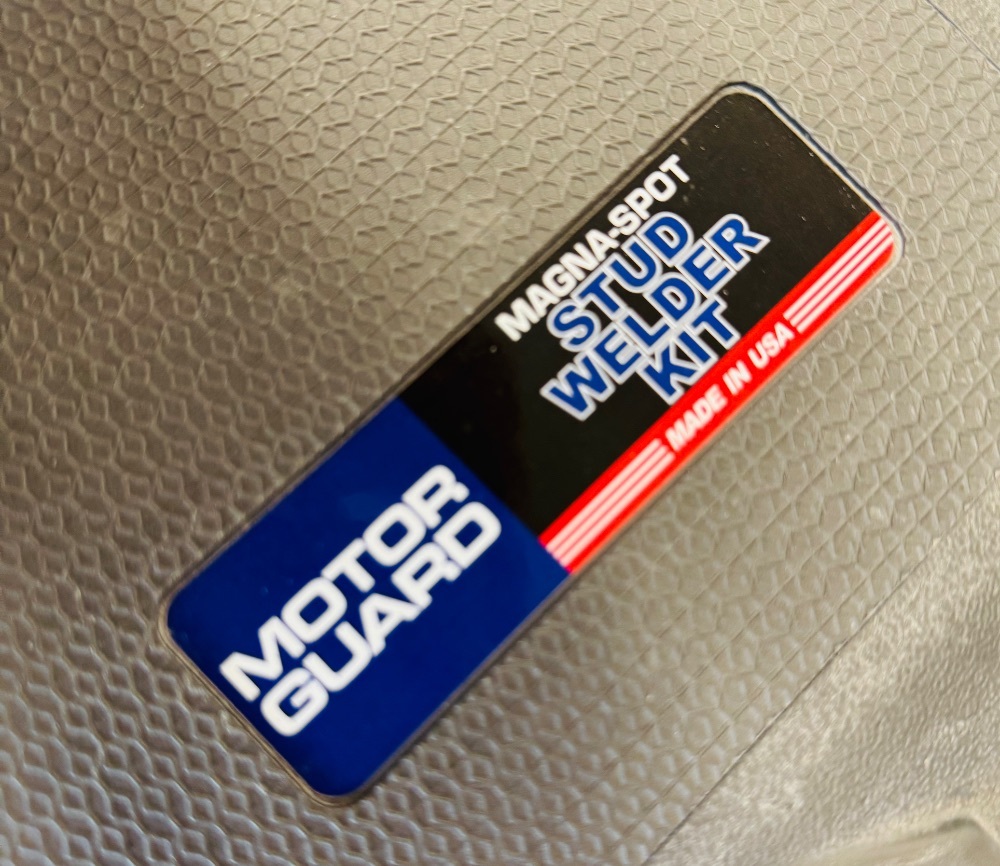 MOTOR
GUARD
MAGNA-SPOT
STUD
WELDER
KIT
MADE IN USA